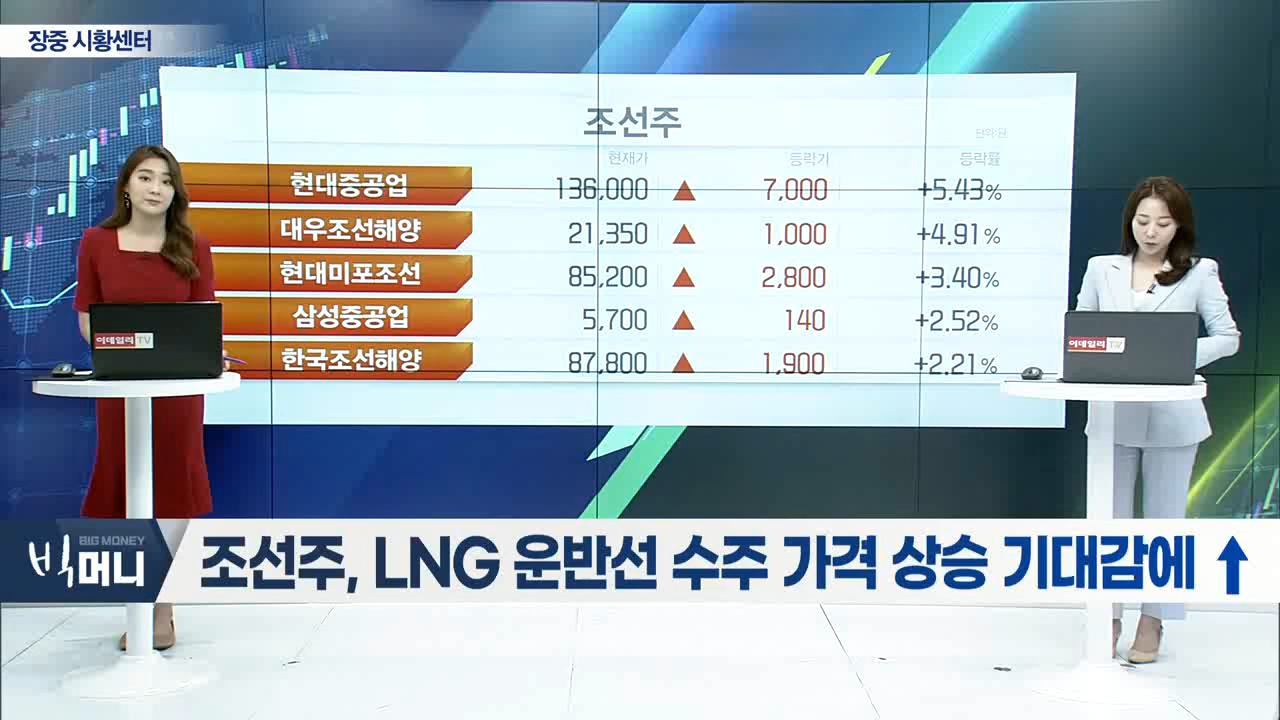 장중 시황센터
조선주
단위:원
현재가 등락가 등락률
현대중공업 136,000 ▲ 7,000 +5.43%
대우조선해양 21,350 ▲ 1,000 +4.91%
현대미포조선 85,200 ▲ 2,800 +3.40%
삼성중공업 5,700 ▲ 140 +2.52%
한국조선해양 87,800 ▲ 1,900 +2.21%
이데일리TV
이데일리TV
BIG MONEY
빅머니
조선주, LNG 운반선 수주 가격 상승 기대감에 ↑